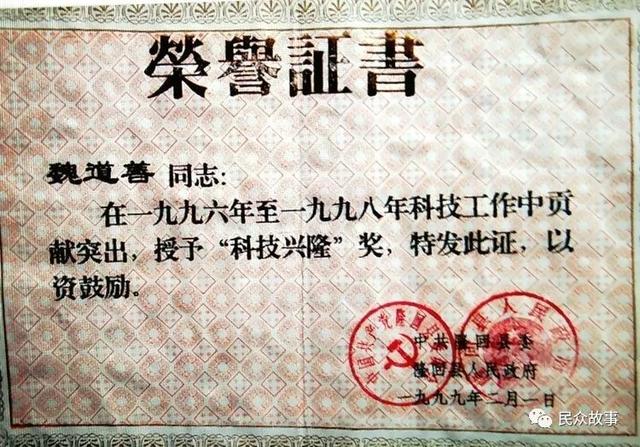 榮譽証書
魏道善 同志：
在一九九六年至一九九八年科技工作中贡
献突出，授予“科技兴隆”奖，特发此证，以
资鼓励。
中共隆回县委
隆回县人民政府
一九九九年二月一日
民众故事